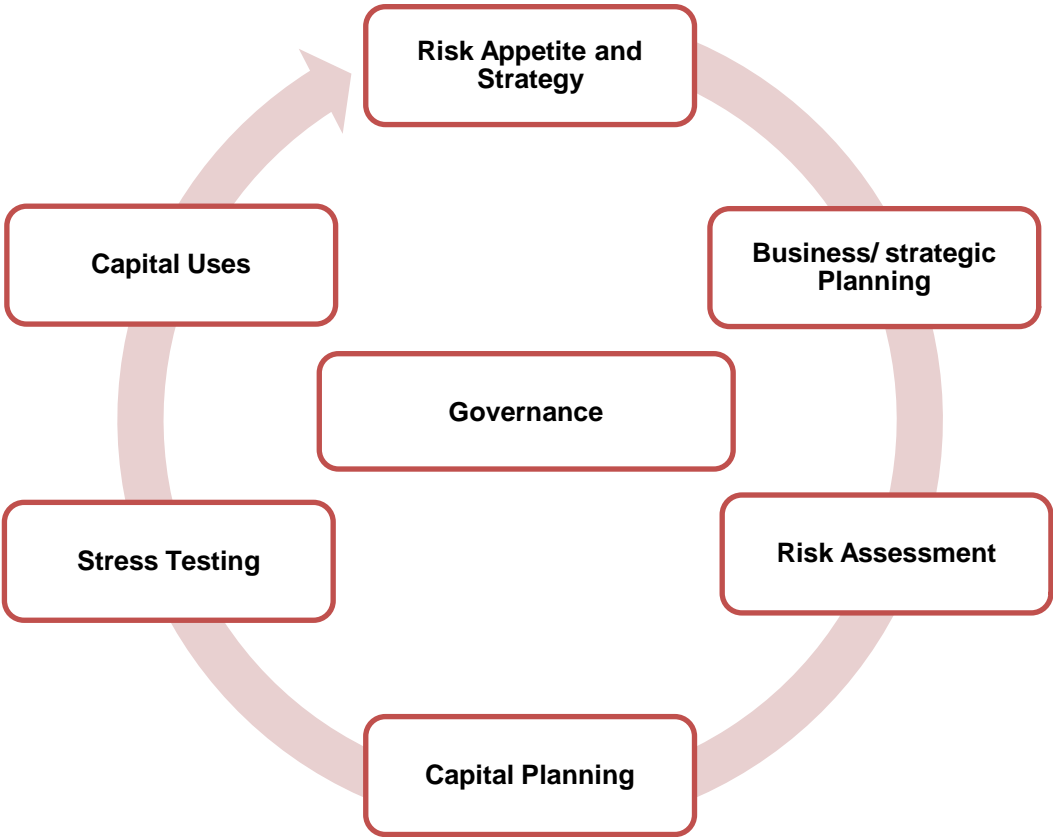 Risk Appetite and
Strategy
Business/ strategic
Planning
Capital Uses
Governance
Risk Assessment
Stress Testing
Capital Planning